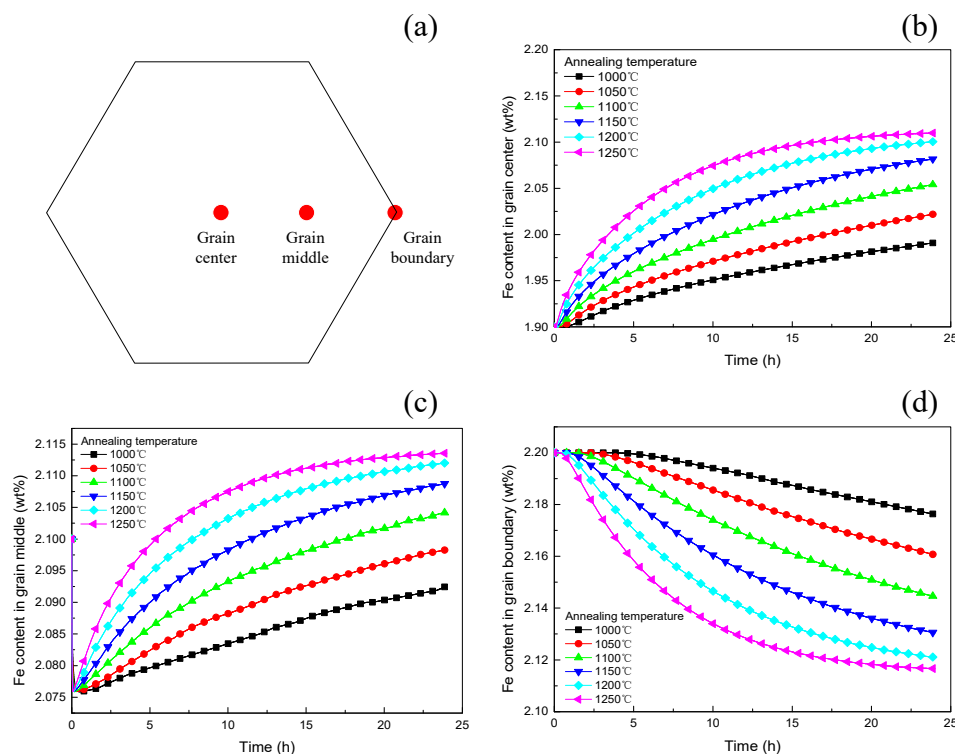 (a)
Grain
center
Grain
middle
Grain
boundary
(b)
Fe content in grain center (wt%)
2.20
2.15
2.10
2.05
2.00
1.95
1.90
Annealing temperature
1000℃
1050℃
1100℃
1150℃
1200℃
1250℃
0 5 10 15 20 25
Time (h)
(c)
Fe content in grain middle (wt%)
2.115
2.110
2.105
2.100
2.095
2.090
2.085
2.080
2.075
Annealing temperature
1000℃
1050℃
1100℃
1150℃
1200℃
1250℃
0 5 10 15 20 25
Time (h)
(d)
Fe content in grain boundary (wt%)
2.20
2.18
2.16
2.14
2.12
2.10
Annealing temperature
1000℃
1050℃
1100℃
1150℃
1200℃
1250℃
0 5 10 15 20 25
Time (h)